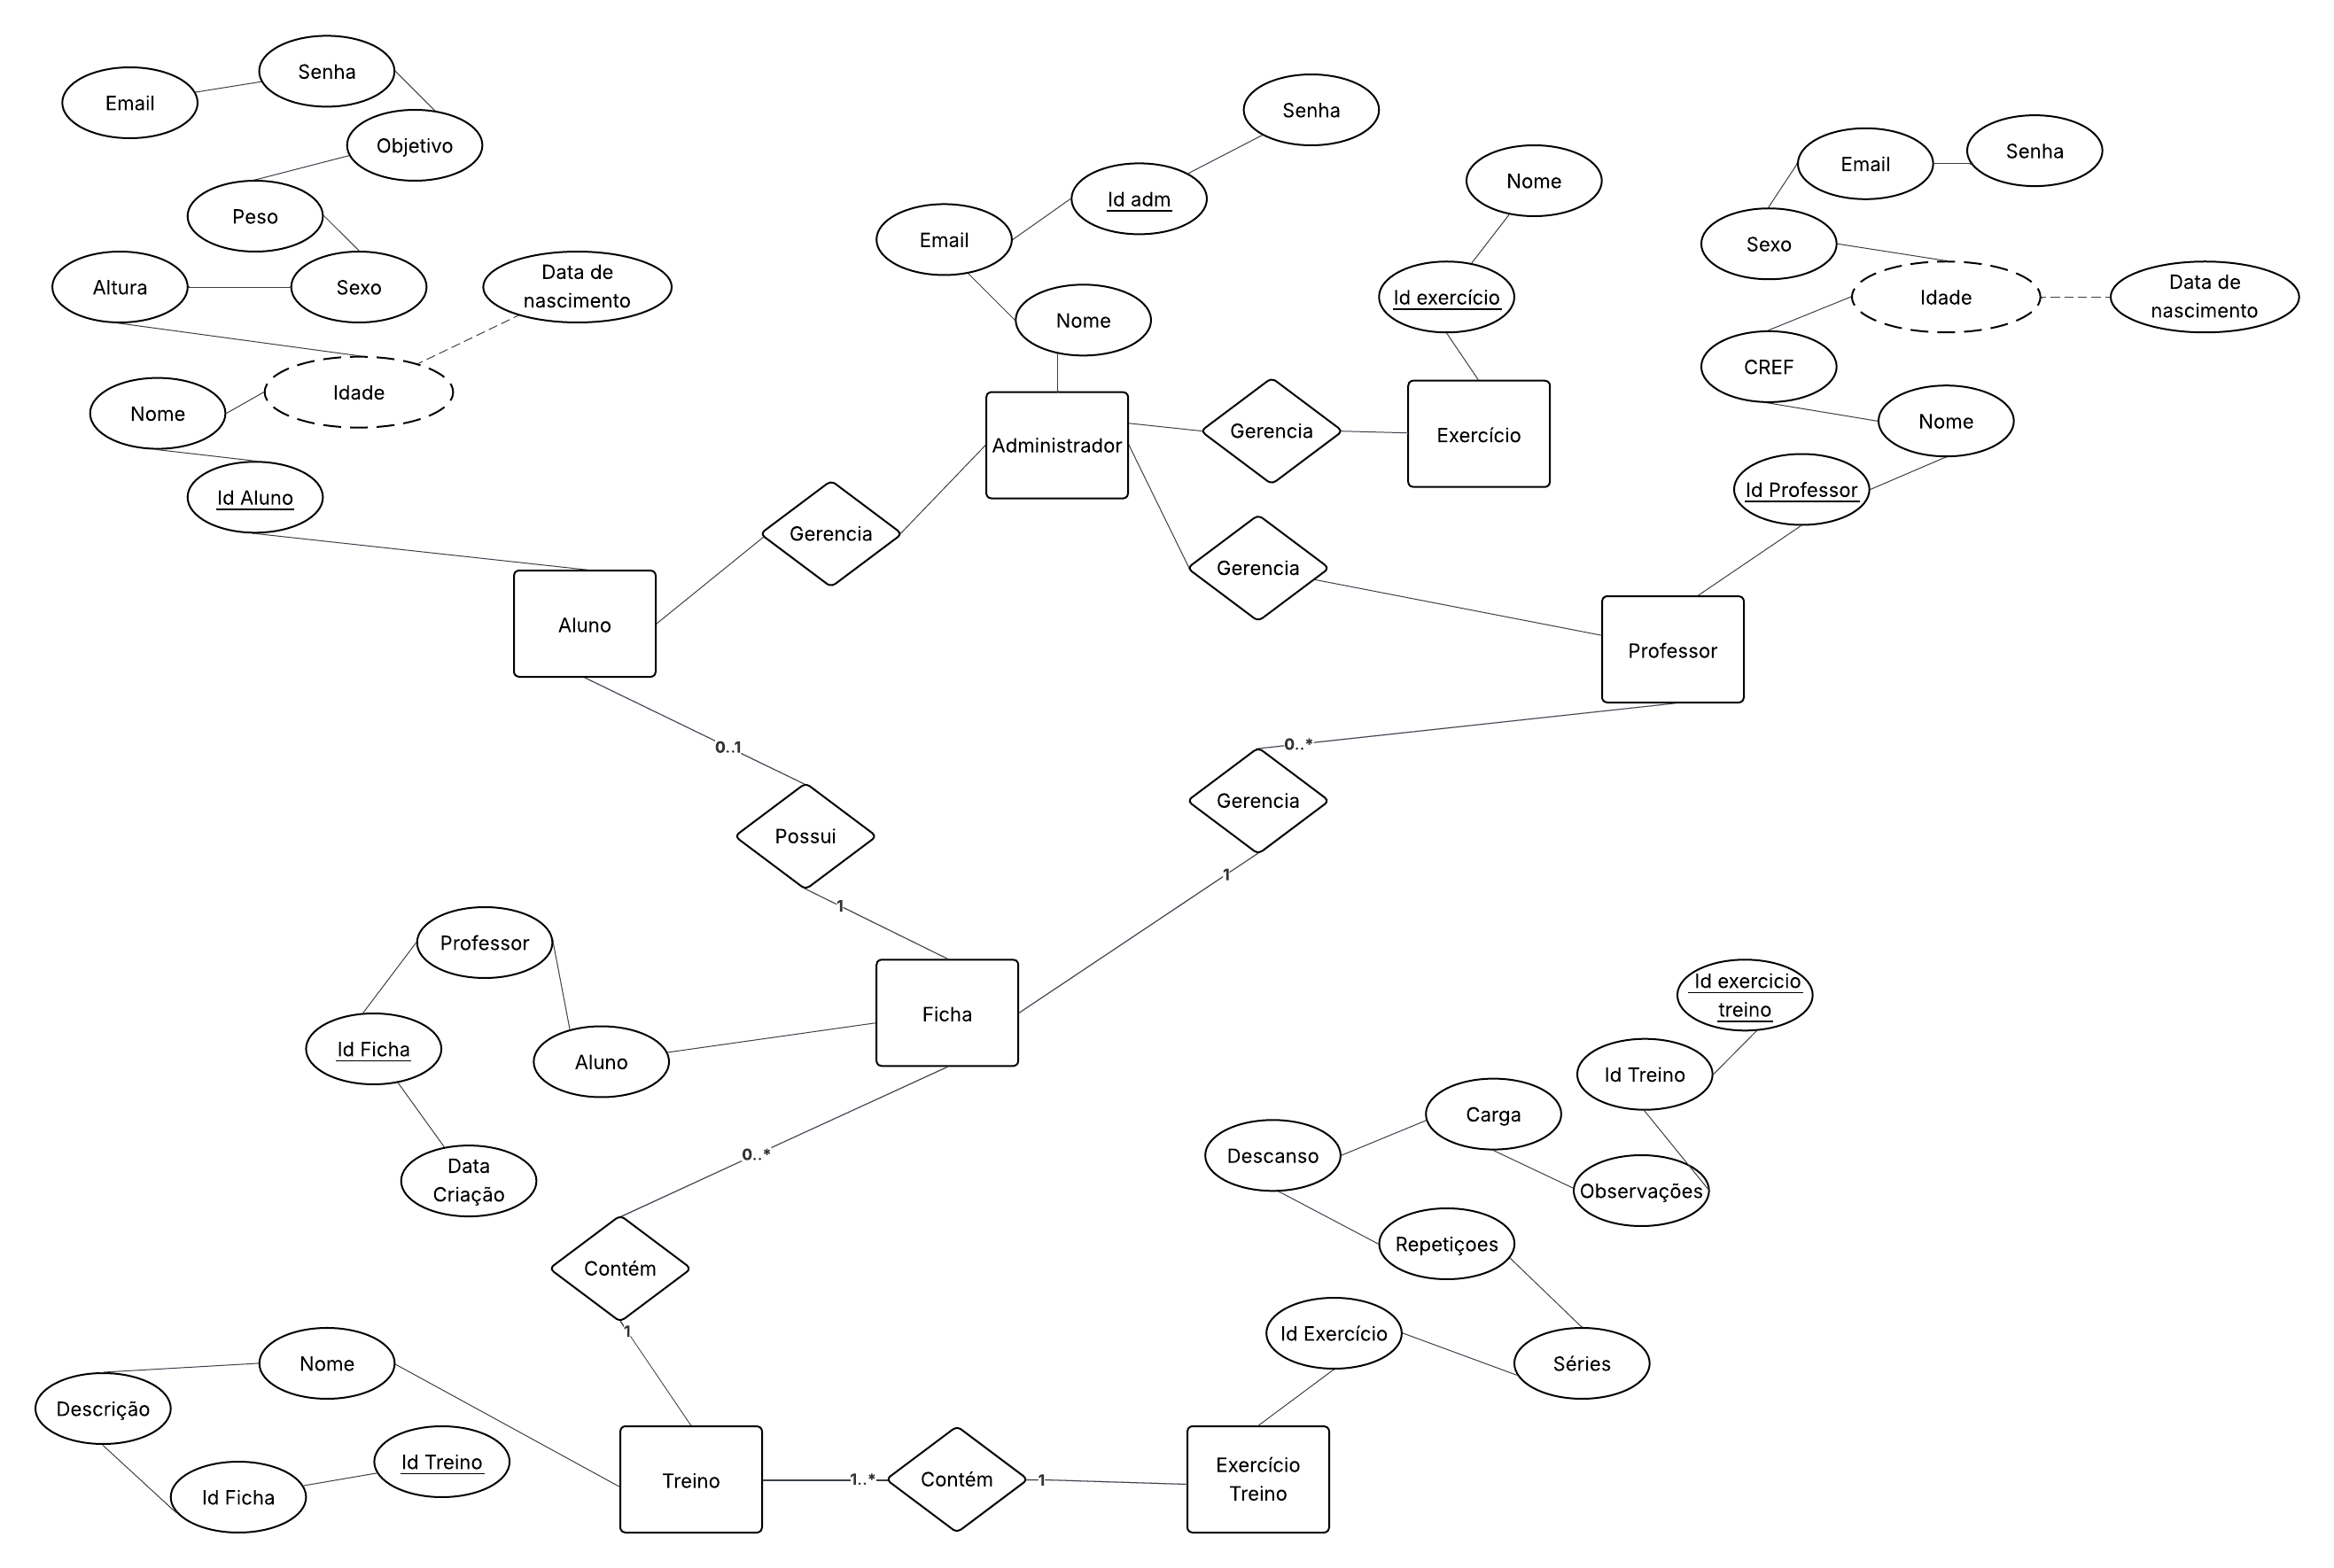 Senha
Email
Objetivo
Peso
Altura
Sexo
Data de
nascimento
Idade
Nome
Id Aluno
Aluno
Senha
Id adm
Email
Nome
Administrador
Gerencia
Gerencia
Gerencia
Nome
Id exercício
Exercício
Email
Senha
Sexo
Idade
Data de
nascimento
CREF
Nome
Id Professor
Professor
0..1
Possui
1
0..*
Gerencia
1
Professor
Id Ficha
Aluno
Data
Criação
Ficha
0..*
Contém
1
Nome
Descrição
Id Treino
Id Ficha
Treino
1..*
Contém
1
Exercício
Treino
Id exercicio
treino
Id Treino
Carga
Descanso
Observações
Repetiçoes
Id Exercício
Séries